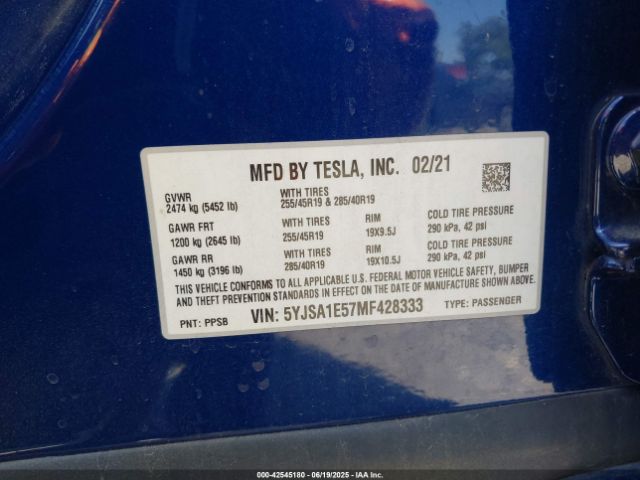 MFD BY TESLA, INC. 02/21
GVWR WITH TIRES
2474 kg (5452 lb) 255/45R19 & 285/40R19
GAWR FRT WITH TIRES RIM COLD TIRE PRESSURE
1200 kg (2645 lb) 255/45R19 19X9.5J 290 kPa, 42 psi
GAWR RR WITH TIRES RIM COLD TIRE PRESSURE
1450 kg (3196 lb) 285/40R19 19X10.5J 290 kPa, 42 psi
THIS VEHICLE CONFORMS TO ALL APPLICABLE U.S. FEDERAL MOTOR VEHICLE SAFETY, BUMPER
AND THEFT PREVENTION STANDARDS IN EFFECT ON THE DATE OF MANUFACTURE SHOWN ABOVE.
PNT: PPSB VIN: 5YJSA1E57MF428333 TYPE: PASSENGER
000-42545180 - 06/19/2025 - IAAI.COM